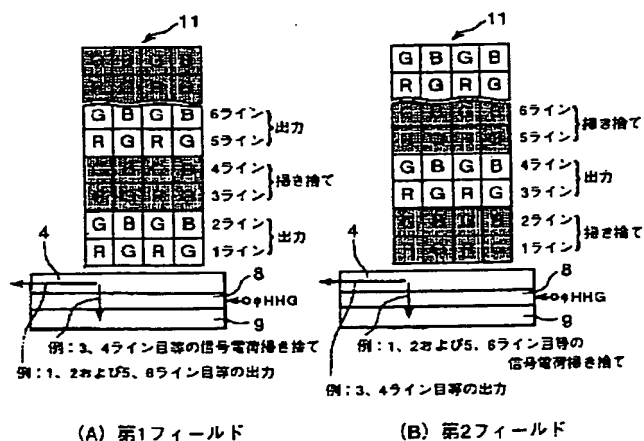 11
G B G B
6ライン
R G R G
5ライン
出力
4ライン
3ライン
掃き捨て
G B G B
2ライン
R G R G
1ライン
出力
4
8
φHHG
9
例：3、4ライン目等の信号電荷掃き捨て
例：1、2および5、6ライン目等の出力
(A) 第1フィールド
11
G B G B
R G R G
6ライン
5ライン
掃き捨て
G B G B
4ライン
R G R G
3ライン
出力
2ライン
1ライン
掃き捨て
4
8
φHHG
9
例：1、2および5、6ライン目等の
信号電荷掃き捨て
例：3、4ライン目等の出力
(B) 第2フィールド